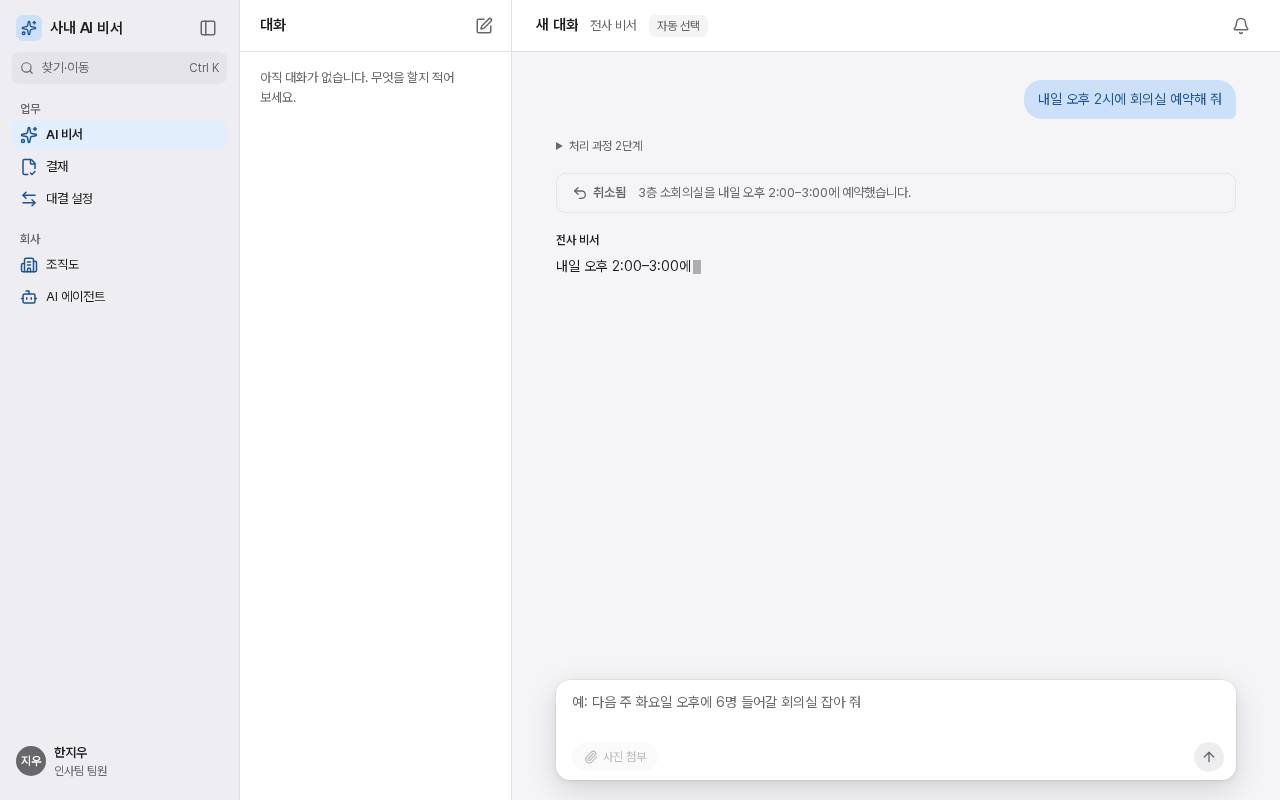 사내 AI 비서
찾기·이동 Ctrl K
업무
AI 비서
결재
대결 설정
회사
조직도
AI 에이전트
지우 한지우
인사팀 팀원
대화
아직 대화가 없습니다. 무엇을 할지 적어
보세요.
새 대화 전사 비서 자동 선택
내일 오후 2시에 회의실 예약해 줘
처리 과정 2단계
취소됨 3층 소회의실을 내일 오후 2:00–3:00에 예약했습니다.
전사 비서
내일 오후 2:00–3:00에
예: 다음 주 화요일 오후에 6명 들어갈 회의실 잡아 줘
사진 첨부